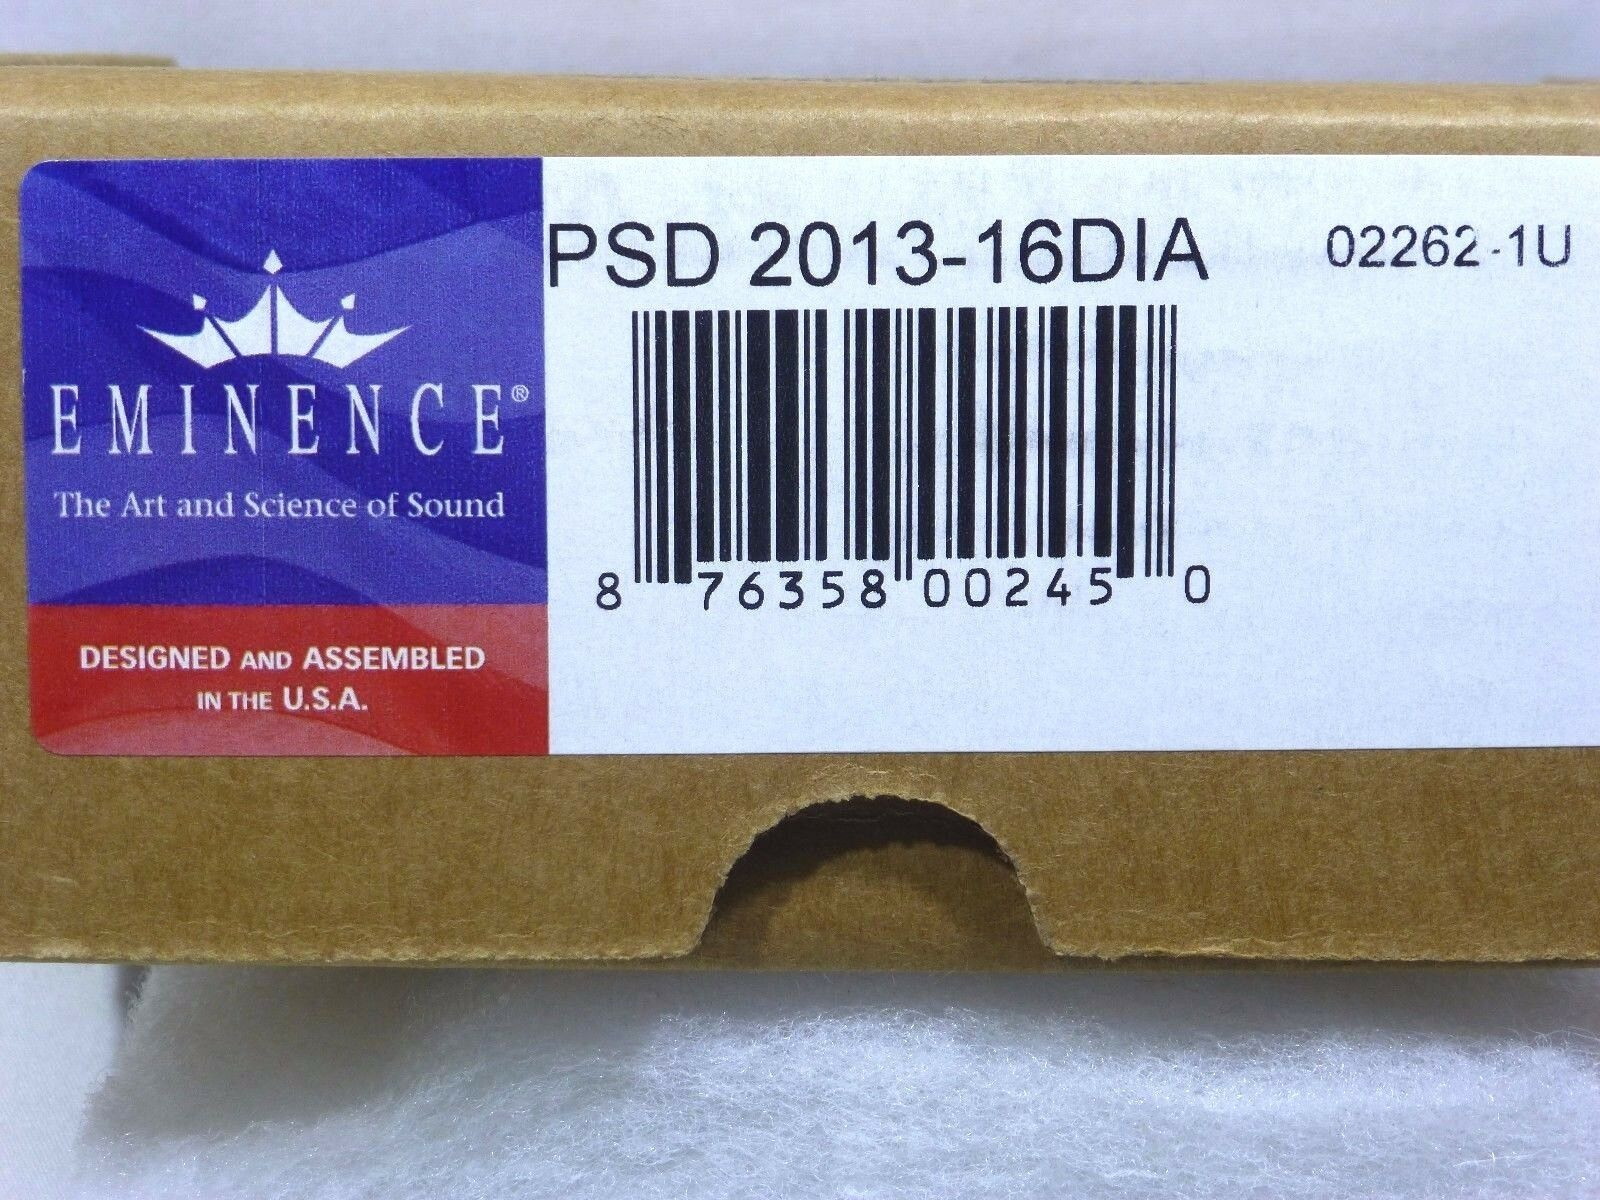 PSD 2013-16DIA 02262-1U
EMINENCE®
The Art and Science of Sound
8 76358 00245 0
DESIGNED AND ASSEMBLED
IN THE U.S.A.